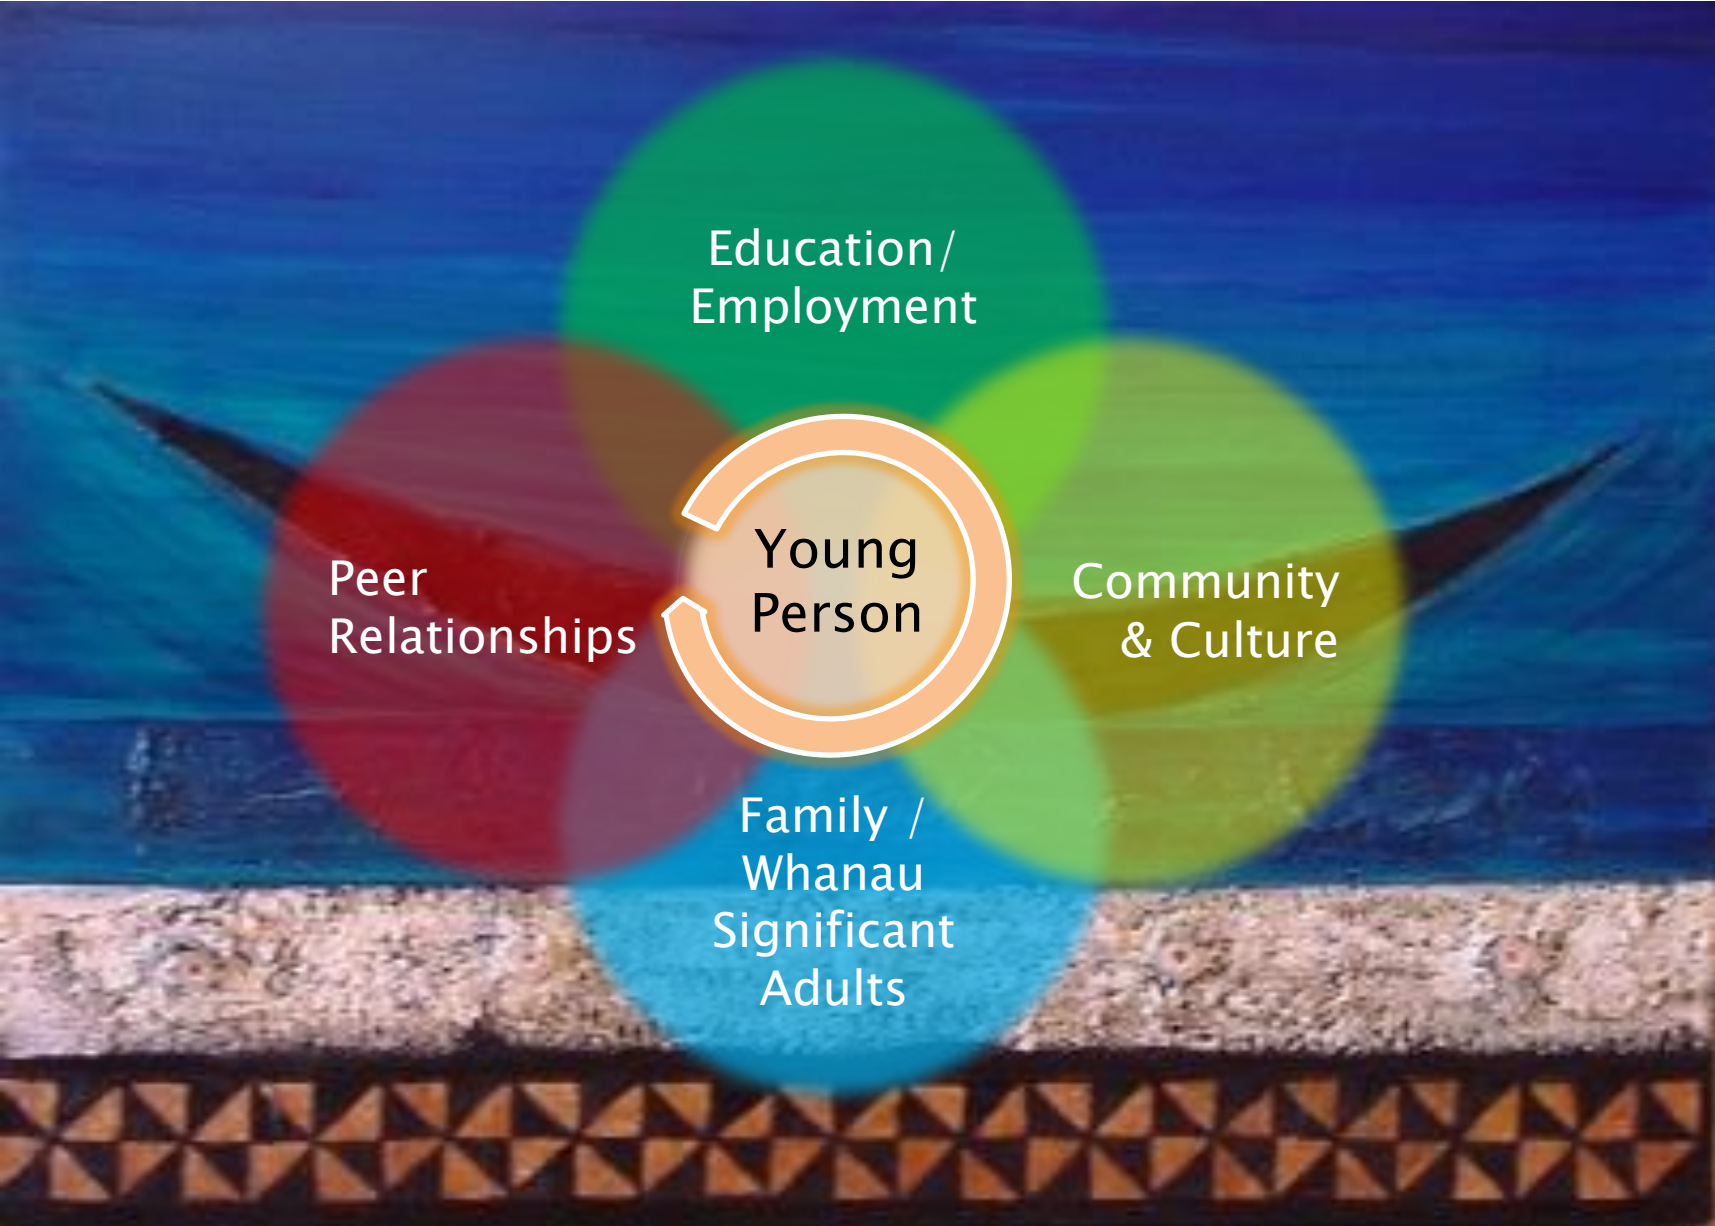 Education/
Employment
Peer
Relationships
Young
Person
Community
& Culture
Family /
Whanau
Significant
Adults